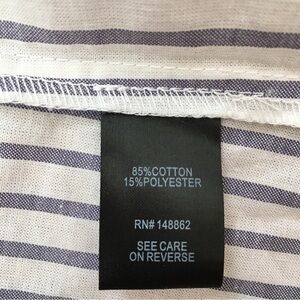 85%COTTON
15%POLYESTER
RN# 148862
SEE CARE
ON REVERSE